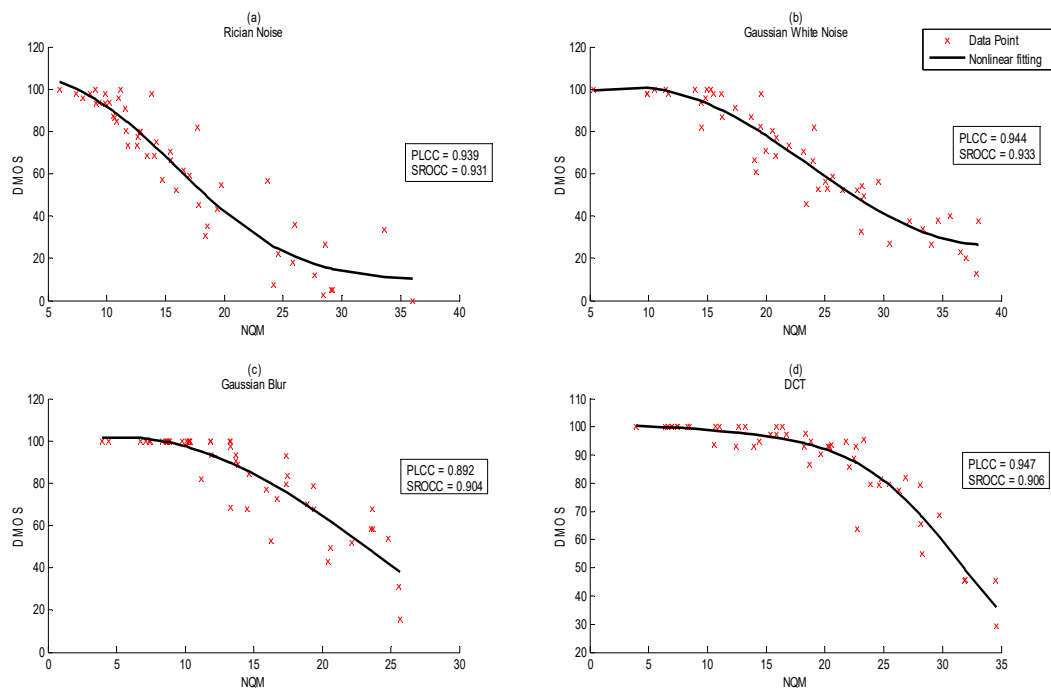 (a)
Rician Noise
120
100
80
60
40
20
0
DMOS
5
10
15
20
25
30
35
40
NQM
PLCC = 0.939
SROCC = 0.931
(b)
Gaussian White Noise
120
100
80
60
40
20
0
DMOS
5
10
15
20
25
30
35
40
NQM
PLCC = 0.944
SROCC = 0.933
Data Point
Nonlinear fitting
(c)
Gaussian Blur
120
100
80
60
40
20
0
DMOS
0
5
10
15
20
25
30
NQM
PLCC = 0.892
SROCC = 0.904
(d)
DCT
110
100
90
80
70
60
50
40
30
20
DMOS
0
5
10
15
20
25
30
35
NQM
PLCC = 0.947
SROCC = 0.906